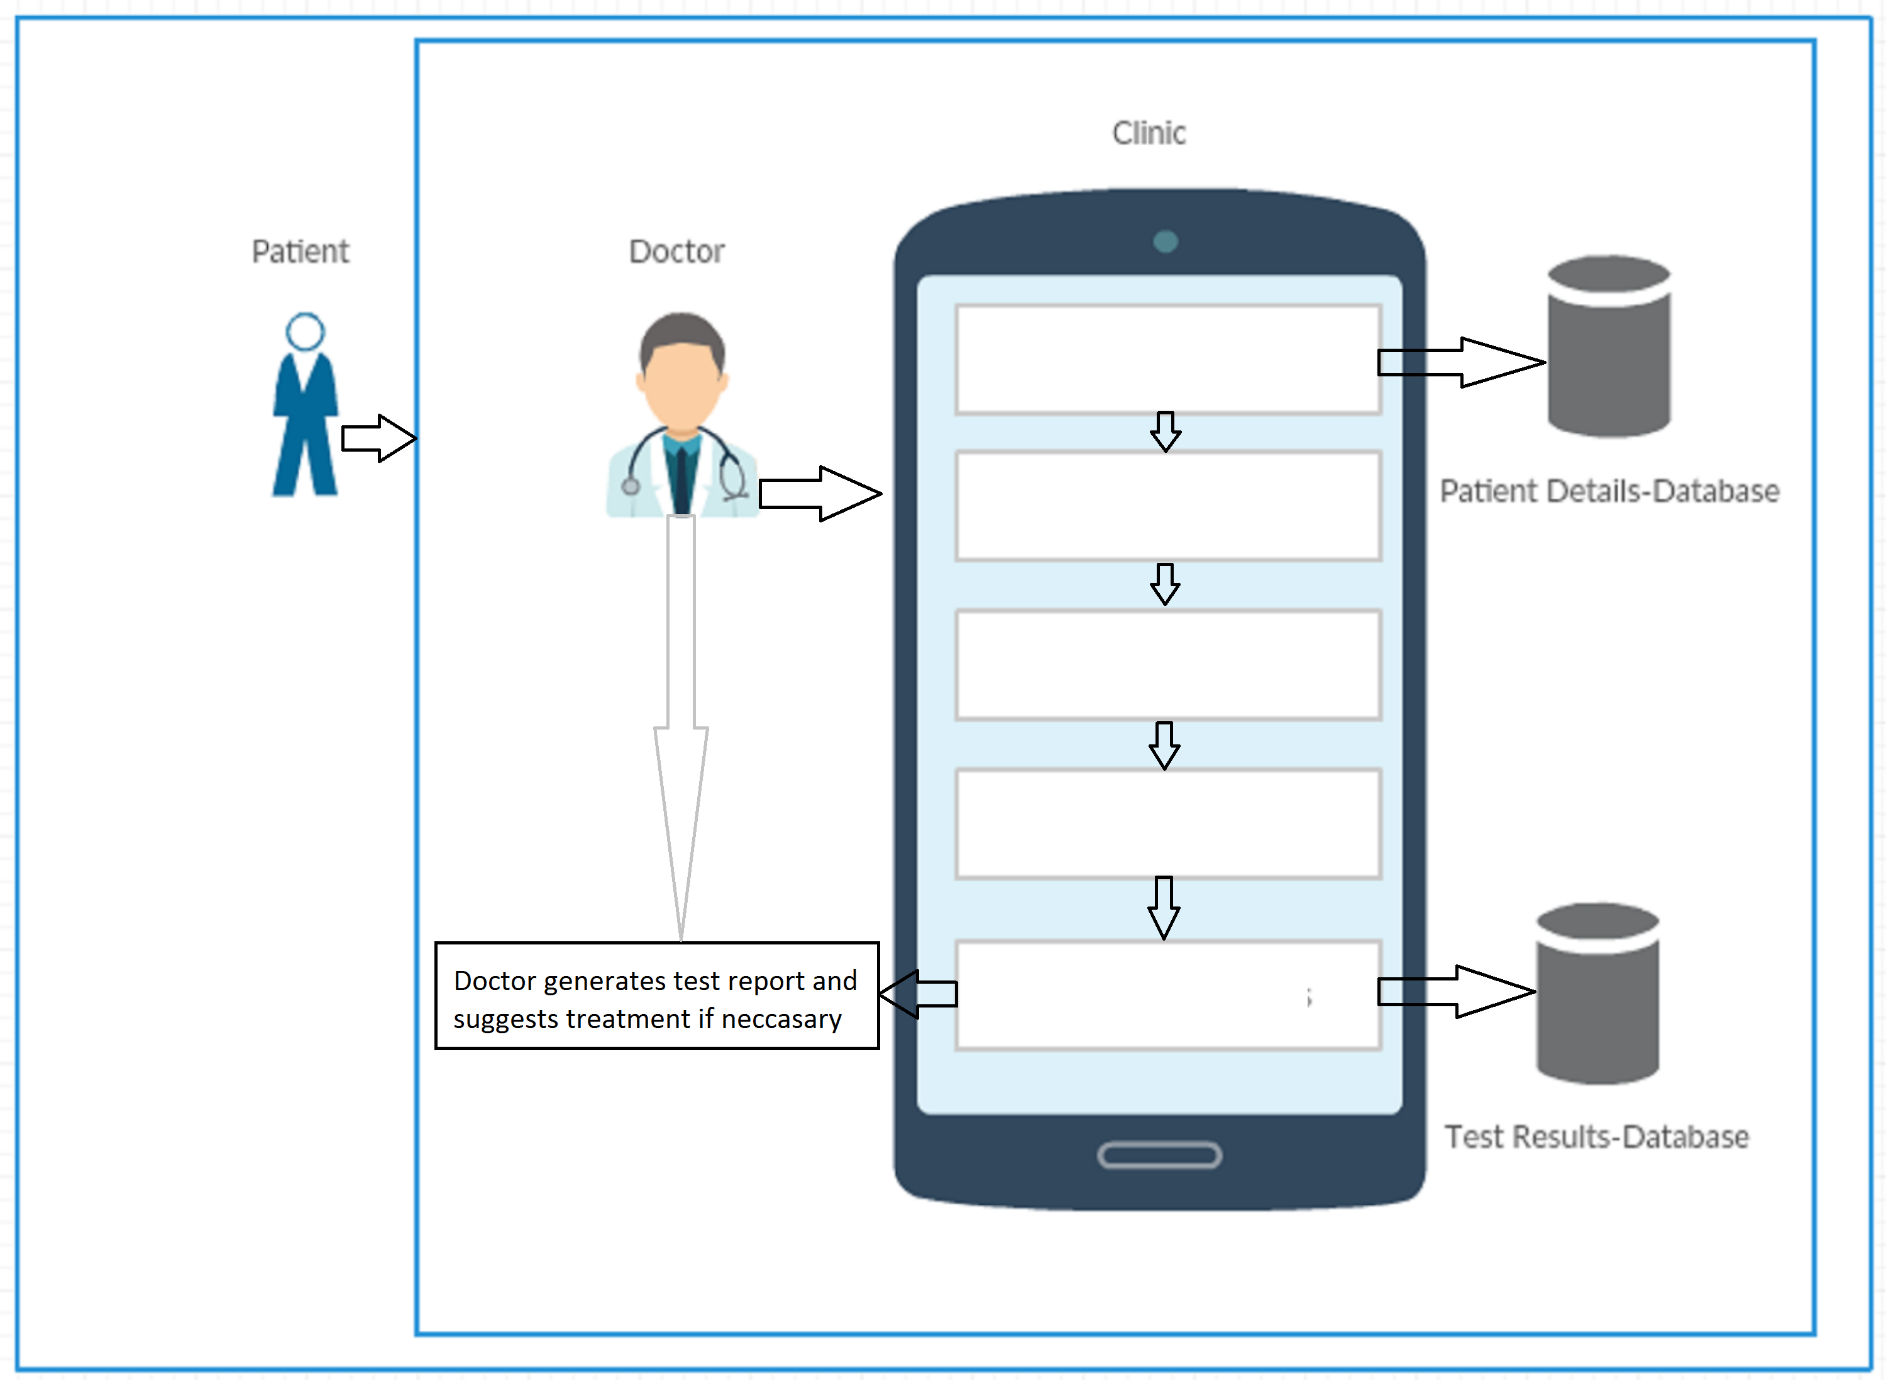 Clinic
Patient
Doctor
Patient Details-Database
Doctor generates test report and
suggests treatment if neccasary
Test Results-Database